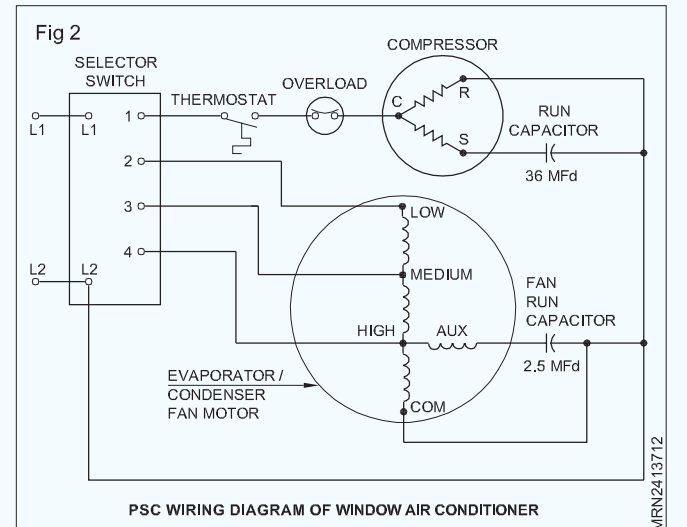 Fig 2
SELECTOR
SWITCH
THERMOSTAT
OVERLOAD
COMPRESSOR
L1
L1
1
C
R
S
RUN
CAPACITOR
36 MFd
2
3
4
L2
L2
LOW
MEDIUM
HIGH
AUX
COM
FAN
RUN
CAPACITOR
2.5 MFd
EVAPORATOR /
CONDENSER
FAN MOTOR
PSC WIRING DIAGRAM OF WINDOW AIR CONDITIONER
MRN2413712